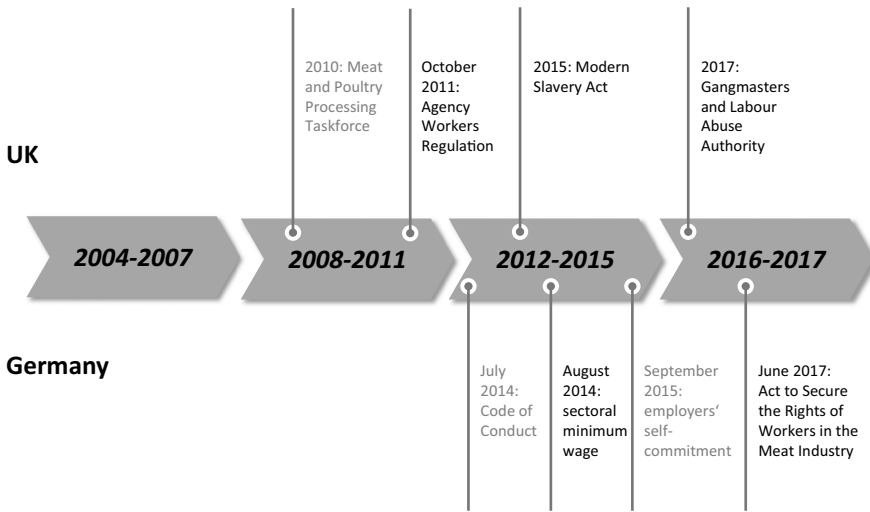 2010: Meat
and Poultry
Processing
Taskforce
October
2011:
Agency
Workers
Regulation
2015: Modern
Slavery Act
2017:
Gangmasters
and Labour
Abuse
Authority
UK
2004-2007
2008-2011
2012-2015
2016-2017
Germany
July
2014:
Code of
Conduct
August
2014:
sectoral
minimum
wage
September
2015:
employers‘
self-
commitment
June 2017:
Act to Secure
the Rights of
Workers in the
Meat Industry